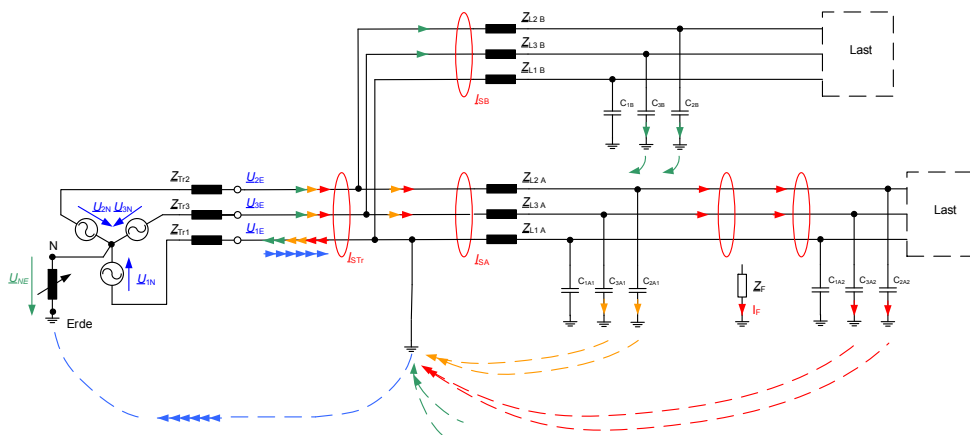 Z_L2 B
Z_L3 B
Z_L1 B
Last
I_SB
C_1B
C_3B
C_2B
Z_Tr2
U_2E
Z_L2 A
U_2N
U_3N
Z_Tr3
U_3E
Z_L3 A
Last
N
Z_Tr1
U_1E
Z_L1 A
I_STr
I_SA
U_NE
U_1N
C_1A1
C_3A1
C_2A1
Z_F
I_F
C_1A2
C_3A2
C_2A2
Erde